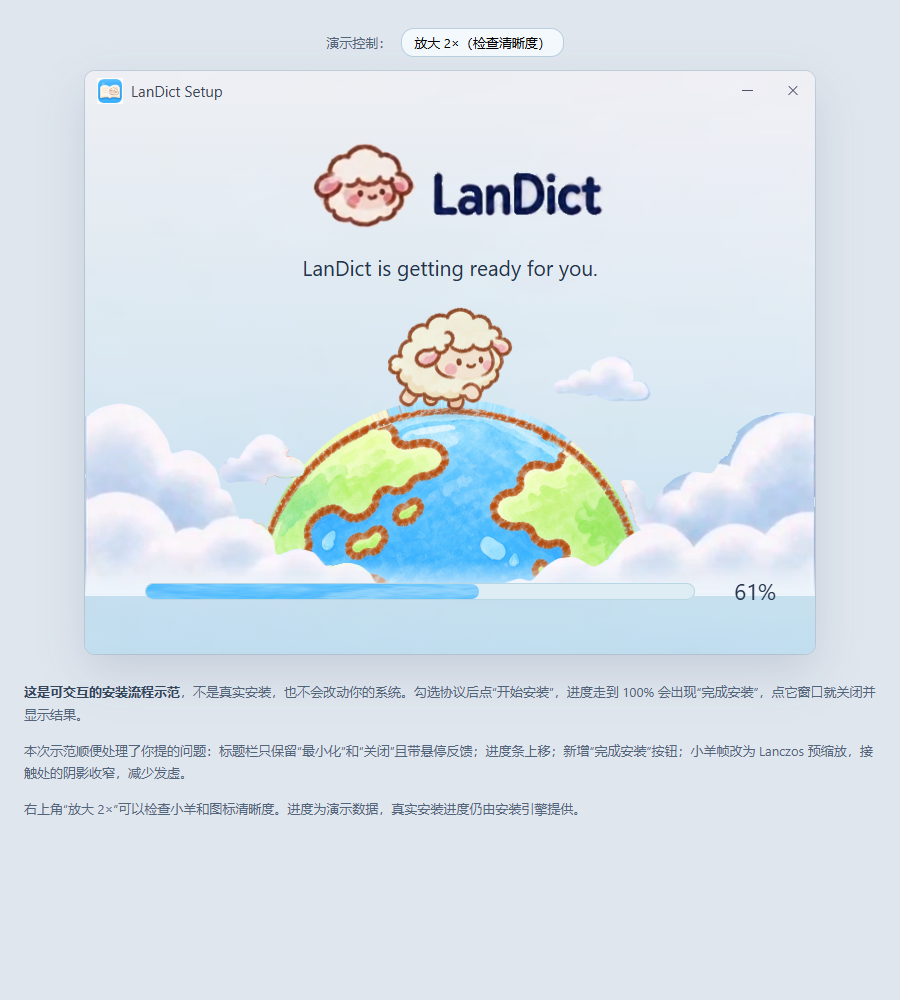 演示控制：
放大 2×（检查清晰度）
LanDict Setup
LanDict
LanDict is getting ready for you.
61%
这是可交互的安装流程示范，不是真实安装，也不会改动你的系统。勾选协议后点“开始安装”，进度走到 100% 会出现“完成安装”，点它窗口就关闭并
显示结果。
本次示范顺便处理了你提的问题：标题栏只保留“最小化”和“关闭”且带悬停反馈；进度条上移；新增“完成安装”按钮；小羊帧改为 Lanczos 预缩放，接
触处的阴影收窄，减少发虚。
右上角“放大 2×”可以检查小羊和图标清晰度。进度为演示数据，真实安装进度仍由安装引擎提供。